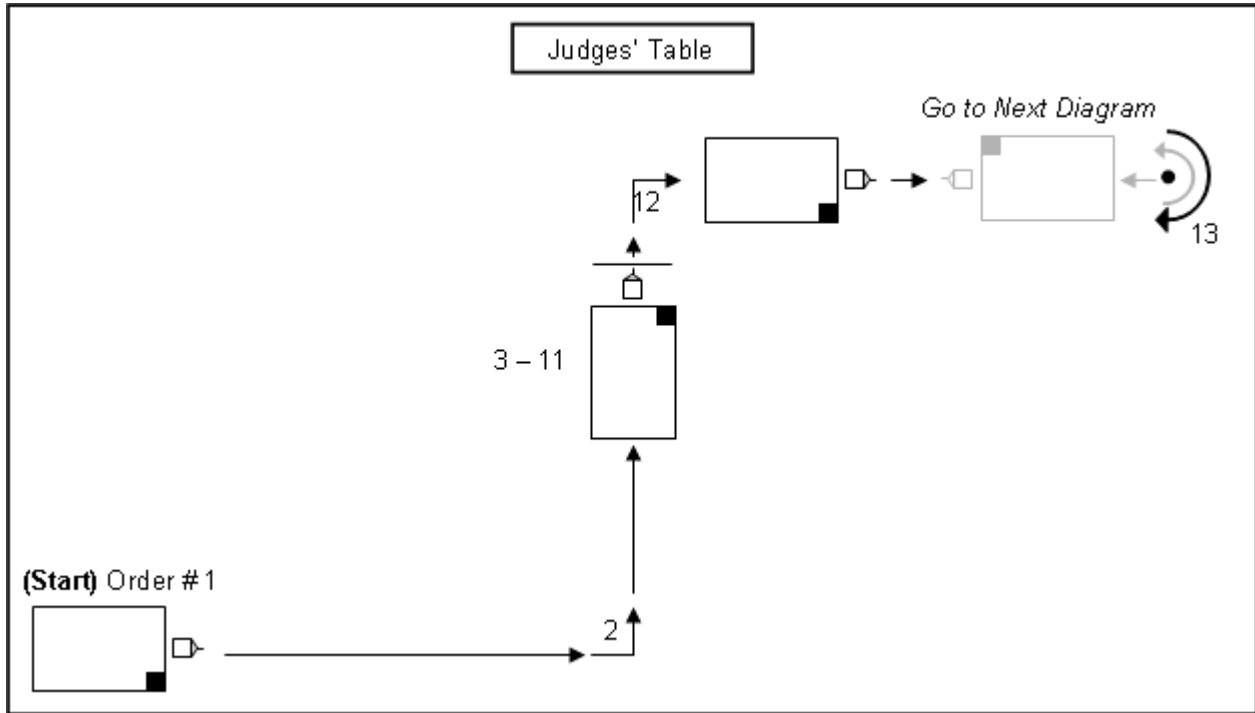 Judges' Table
Go to Next Diagram
12
13
3 – 11
(Start) Order # 1
2